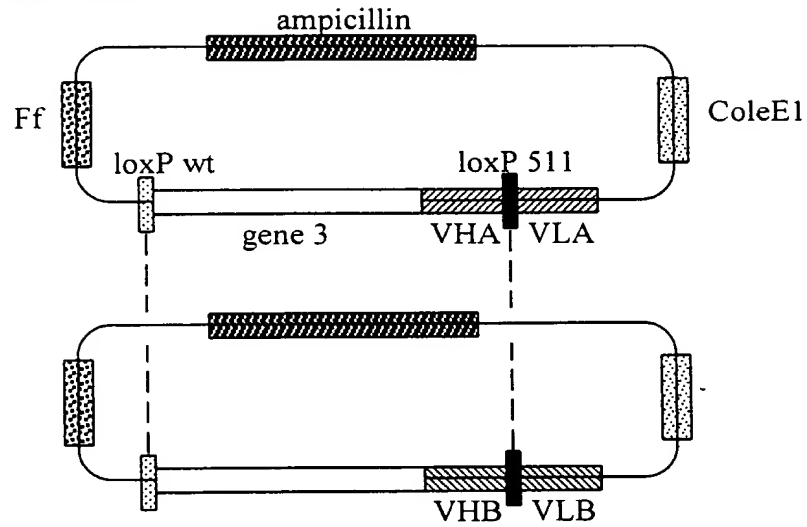 ampicillin
Ff
ColeE1
loxP wt
loxP 511
gene 3
VHA
VLA
VHB
VLB